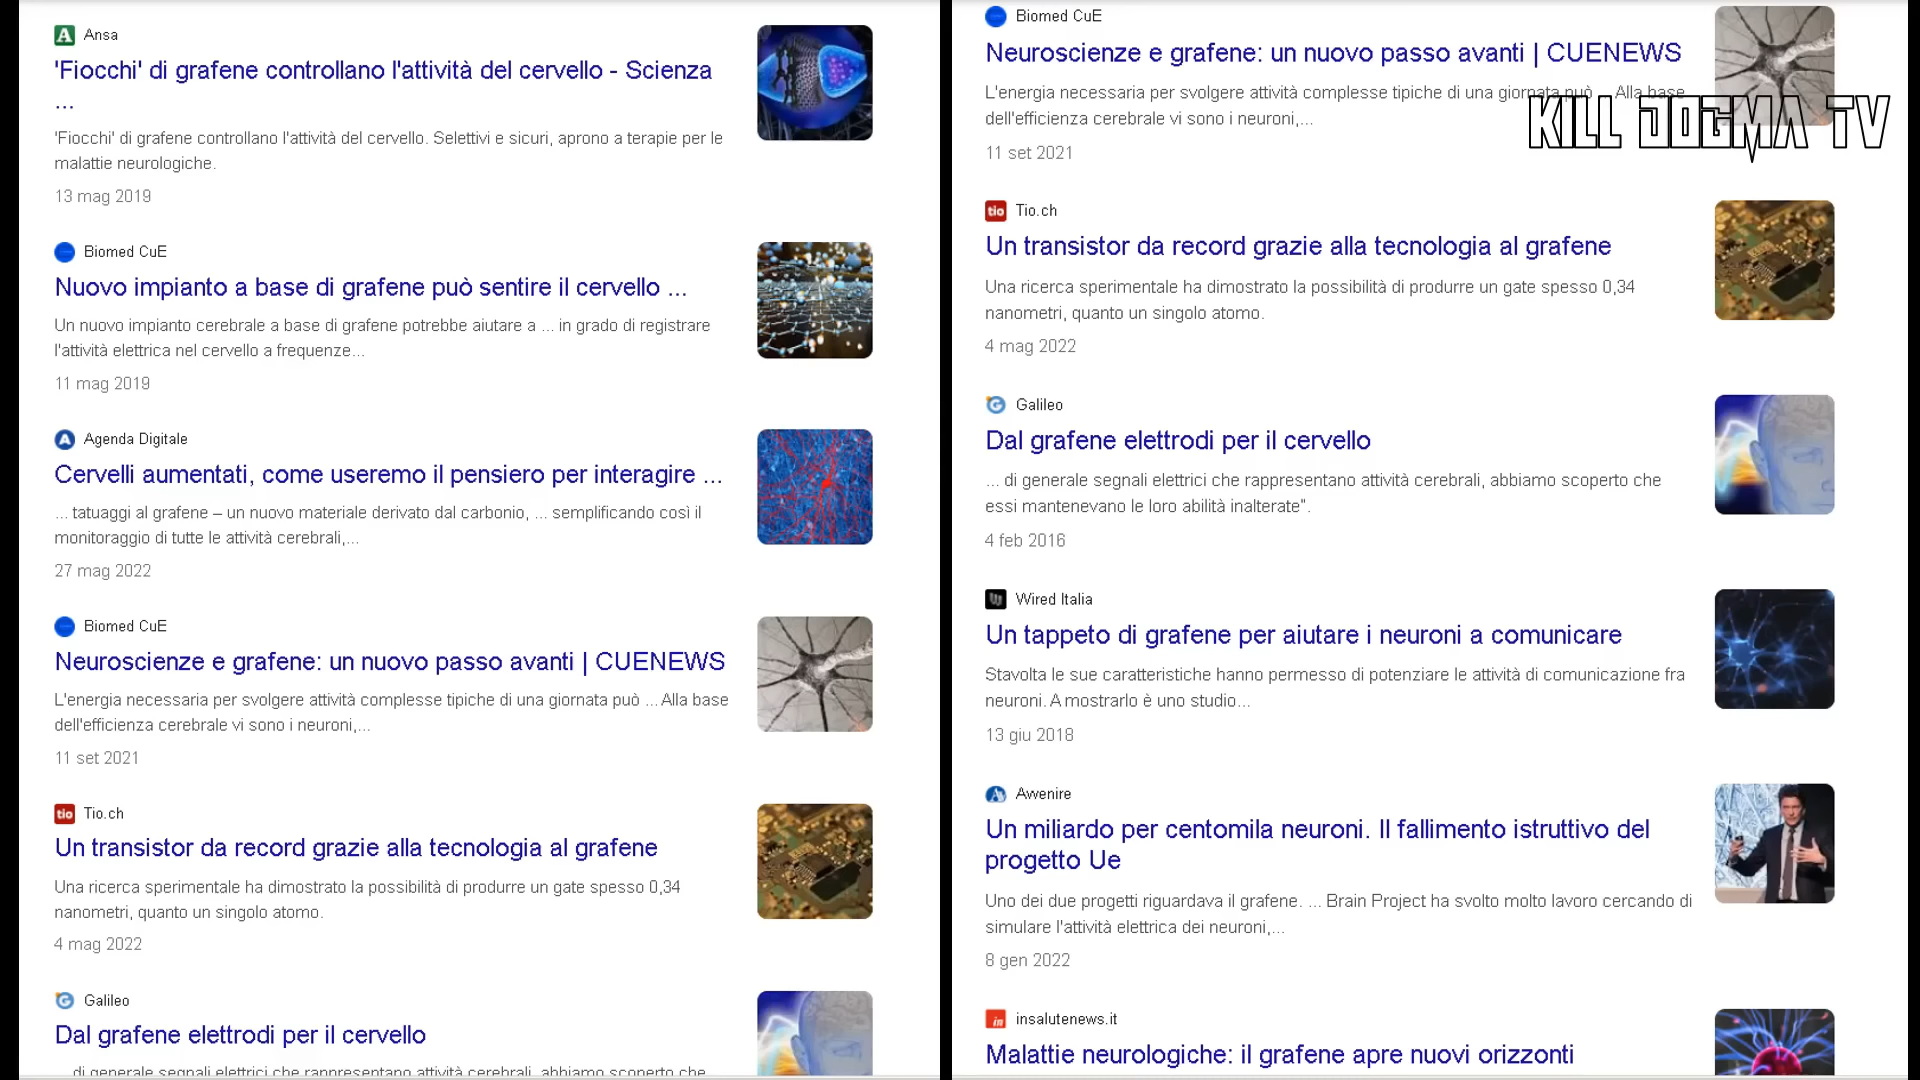 Ansa
'Fiocchi' di grafene controllano l'attività del cervello - Scienza
...
'Fiocchi' di grafene controllano l'attività del cervello. Selettivi e sicuri, aprono a terapie per le
malattie neurologiche.
13 mag 2019
Biomed CuE
Nuovo impianto a base di grafene può sentire il cervello ...
Un nuovo impianto cerebrale a base di grafene potrebbe aiutare a ... in grado di registrare
l'attività elettrica nel cervello a frequenze...
11 mag 2019
Agenda Digitale
Cervelli aumentati, come useremo il pensiero per interagire ...
... tatuaggi al grafene – un nuovo materiale derivato dal carbonio, ... semplificando così il
monitoraggio di tutte le attività cerebrali,...
27 mag 2022
Biomed CuE
Neuroscienze e grafene: un nuovo passo avanti | CUENEWS
L'energia necessaria per svolgere attività complesse tipiche di una giornata può ... Alla base
dell'efficienza cerebrale vi sono i neuroni,...
11 set 2021
tio Tio.ch
Un transistor da record grazie alla tecnologia al grafene
Una ricerca sperimentale ha dimostrato la possibilità di produrre un gate spesso 0,34
nanometri, quanto un singolo atomo.
4 mag 2022
Galileo
Dal grafene elettrodi per il cervello
... di generale segnali elettrici che rappresentano attività cerebrali, abbiamo scoperto che
Biomed CuE
Neuroscienze e grafene: un nuovo passo avanti | CUENEWS
L'energia necessaria per svolgere attività complesse tipiche di una giornata può ... Alla base
dell'efficienza cerebrale vi sono i neuroni,...
KILL DOGMA TV
11 set 2021
tio Tio.ch
Un transistor da record grazie alla tecnologia al grafene
Una ricerca sperimentale ha dimostrato la possibilità di produrre un gate spesso 0,34
nanometri, quanto un singolo atomo.
4 mag 2022
Galileo
Dal grafene elettrodi per il cervello
... di generale segnali elettrici che rappresentano attività cerebrali, abbiamo scoperto che
essi mantenevano le loro abilità inalterate".
4 feb 2016
Wired Italia
Un tappeto di grafene per aiutare i neuroni a comunicare
Stavolta le sue caratteristiche hanno permesso di potenziare le attività di comunicazione fra
neuroni. A mostrarlo è uno studio...
13 giu 2018
Avvenire
Un miliardo per centomila neuroni. Il fallimento istruttivo del
progetto Ue
Uno dei due progetti riguardava il grafene. ... Brain Project ha svolto molto lavoro cercando di
simulare l'attività elettrica dei neuroni,...
8 gen 2022
in insalutenews.it
Malattie neurologiche: il grafene apre nuovi orizzonti